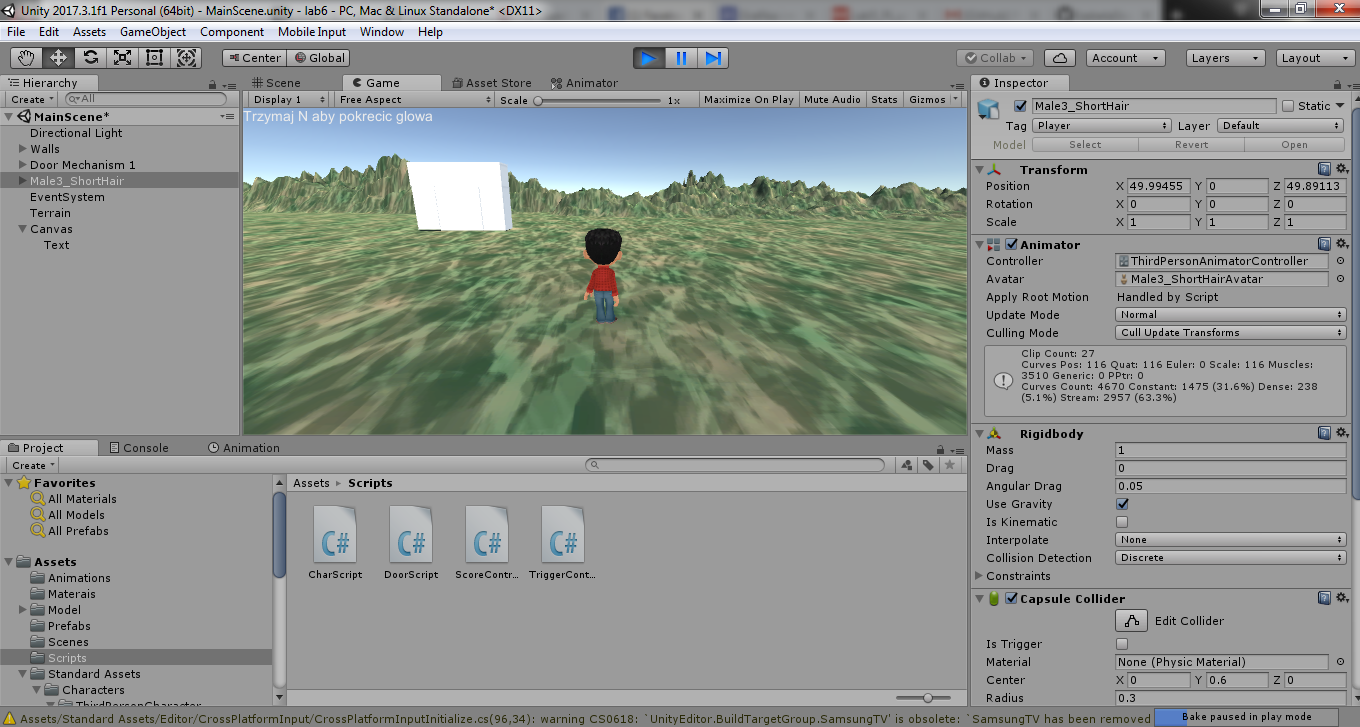 Unity 2017.3.1f1 Personal (64bit) - MainScene.unity - lab6 - PC, Mac & Linux Standalone* <DX11>
File Edit Assets GameObject Component Mobile Input Window Help
Center Global Collab Account Layers Layout
Hierarchy
Create All
MainScene*
Directional Light
Walls
Door Mechanism 1
Male3_ShortHair
EventSystem
Terrain
Canvas
Text
Scene Game Asset Store Animator
Display 1 Free Aspect Scale 1x Maximize On Play Mute Audio Stats Gizmos
Trzymaj N aby pokrecic glowa
Inspector
Male3_ShortHair Static
Tag Player Layer Default
Model Select Revert Open
Transform
Position X 49.99455 Y 0 Z 49.89113
Rotation X 0 Y 0 Z 0
Scale X 1 Y 1 Z 1
Animator
Controller ThirdPersonAnimatorController
Avatar Male3_ShortHairAvatar
Apply Root Motion Handled by Script
Update Mode Normal
Culling Mode Cull Update Transforms
Clip Count: 27
Curves Pos: 116 Quat: 116 Euler: 0 Scale: 116 Muscles:
3510 Generic: 0 PPtr: 0
Curves Count: 4670 Constant: 1475 (31.6%) Dense: 238
(5.1%) Stream: 2957 (63.3%)
Rigidbody
Mass 1
Drag 0
Angular Drag 0.05
Use Gravity
Is Kinematic
Interpolate None
Collision Detection Discrete
Constraints
Capsule Collider
Edit Collider
Is Trigger
Material None (Physic Material)
Center X 0 Y 0.6 Z 0
Radius 0.3
Project Console Animation
Create
Favorites
All Materials
All Models
All Prefabs
Assets
Animations
Materais
Model
Prefabs
Scenes
Scripts
Standard Assets
Characters
ThirdPersonCharacter
Assets Scripts
C# C# C# C#
CharScript DoorScript ScoreContr... TriggerCont...
Assets/Standard Assets/Editor/CrossPlatformInput/CrossPlatformInputInitialize.cs(96,34): warning CS0618: `UnityEditor.BuildTargetGroup.SamsungTV' is obsolete: `SamsungTV has been removed
Bake paused in play mode